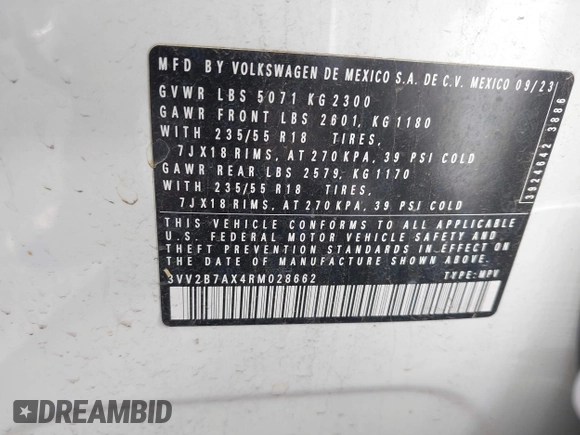 MFD BY VOLKSWAGEN DE MEXICO S.A. DE C.V. MEXICO 09/23
GVWR LBS 5071 KG 2300
GAWR FRONT LBS 2601, KG 1180
WITH 235/55 R18 TIRES,
7JX18 RIMS, AT 270 KPA, 39 PSI COLD
GAWR REAR LBS 2579, KG 1170
WITH 235/55 R18 TIRES,
7JX18 RIMS, AT 270 KPA, 39 PSI COLD
THIS VEHICLE CONFORMS TO ALL APPLICABLE
U.S. FEDERAL MOTOR VEHICLE SAFETY AND
THEFT PREVENTION STANDARDS IN EFFECT ON
THE DATE OF MANUFACTURE SHOWN ABOVE.
3VV2B7AX4RM028662 TYPE: MPV
3924642 3886
DREAMBID